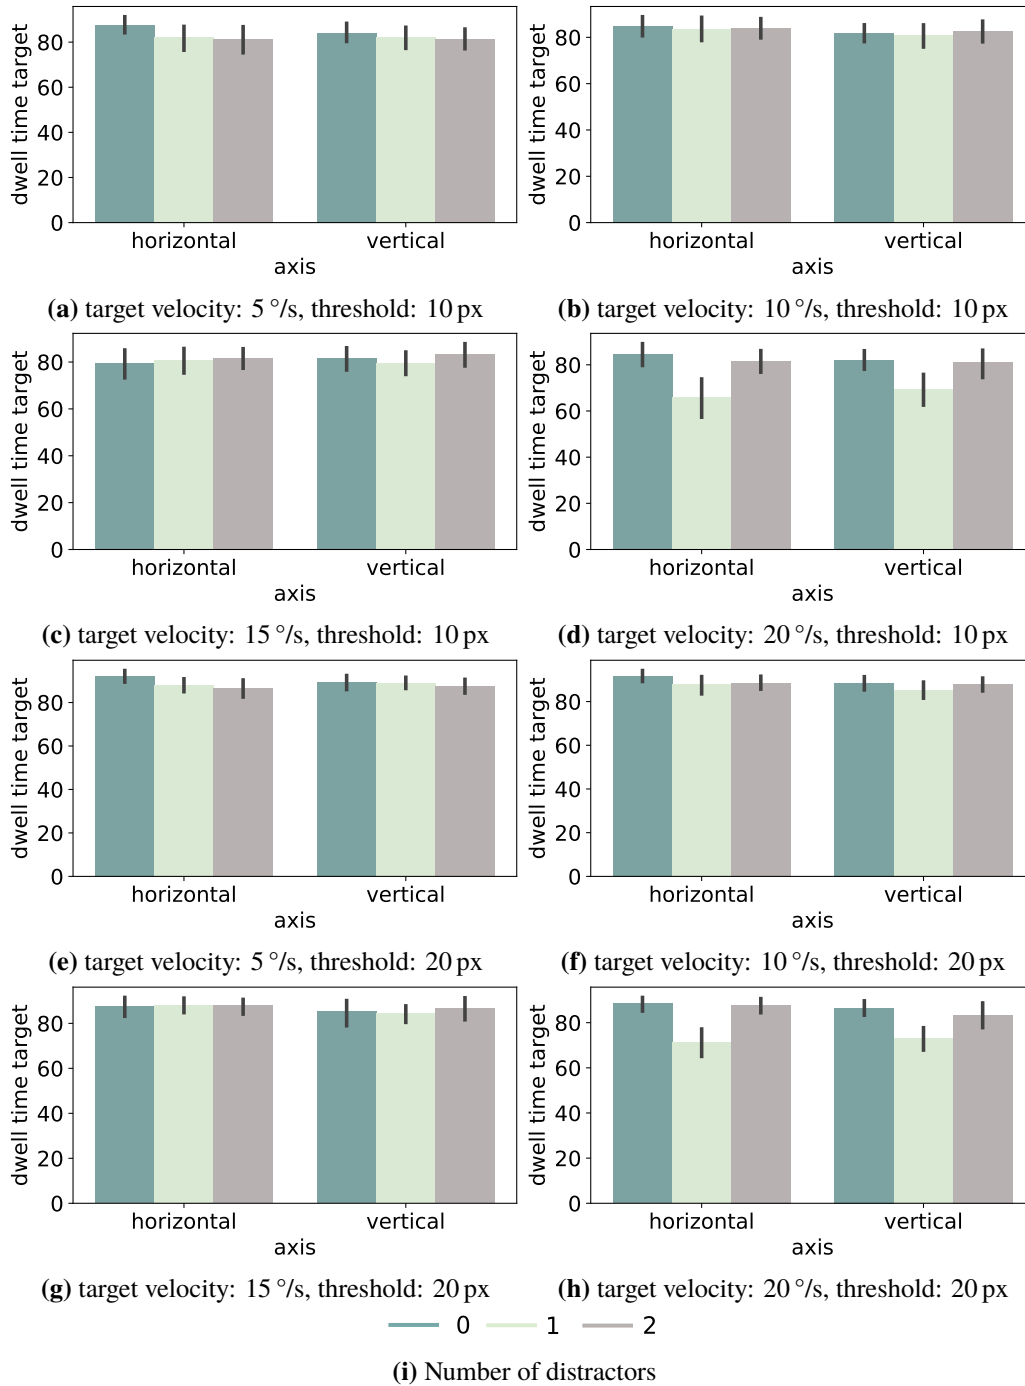 80
60
40
20
0
dwell time target
horizontal vertical
axis
(a) target velocity: 5 °/s, threshold: 10 px
80
60
40
20
0
dwell time target
horizontal vertical
axis
(b) target velocity: 10 °/s, threshold: 10 px
80
60
40
20
0
dwell time target
horizontal vertical
axis
(c) target velocity: 15 °/s, threshold: 10 px
80
60
40
20
0
dwell time target
horizontal vertical
axis
(d) target velocity: 20 °/s, threshold: 10 px
80
60
40
20
0
dwell time target
horizontal vertical
axis
(e) target velocity: 5 °/s, threshold: 20 px
80
60
40
20
0
dwell time target
horizontal vertical
axis
(f) target velocity: 10 °/s, threshold: 20 px
80
60
40
20
0
dwell time target
horizontal vertical
axis
(g) target velocity: 15 °/s, threshold: 20 px
80
60
40
20
0
dwell time target
horizontal vertical
axis
(h) target velocity: 20 °/s, threshold: 20 px
0 1 2
(i) Number of distractors